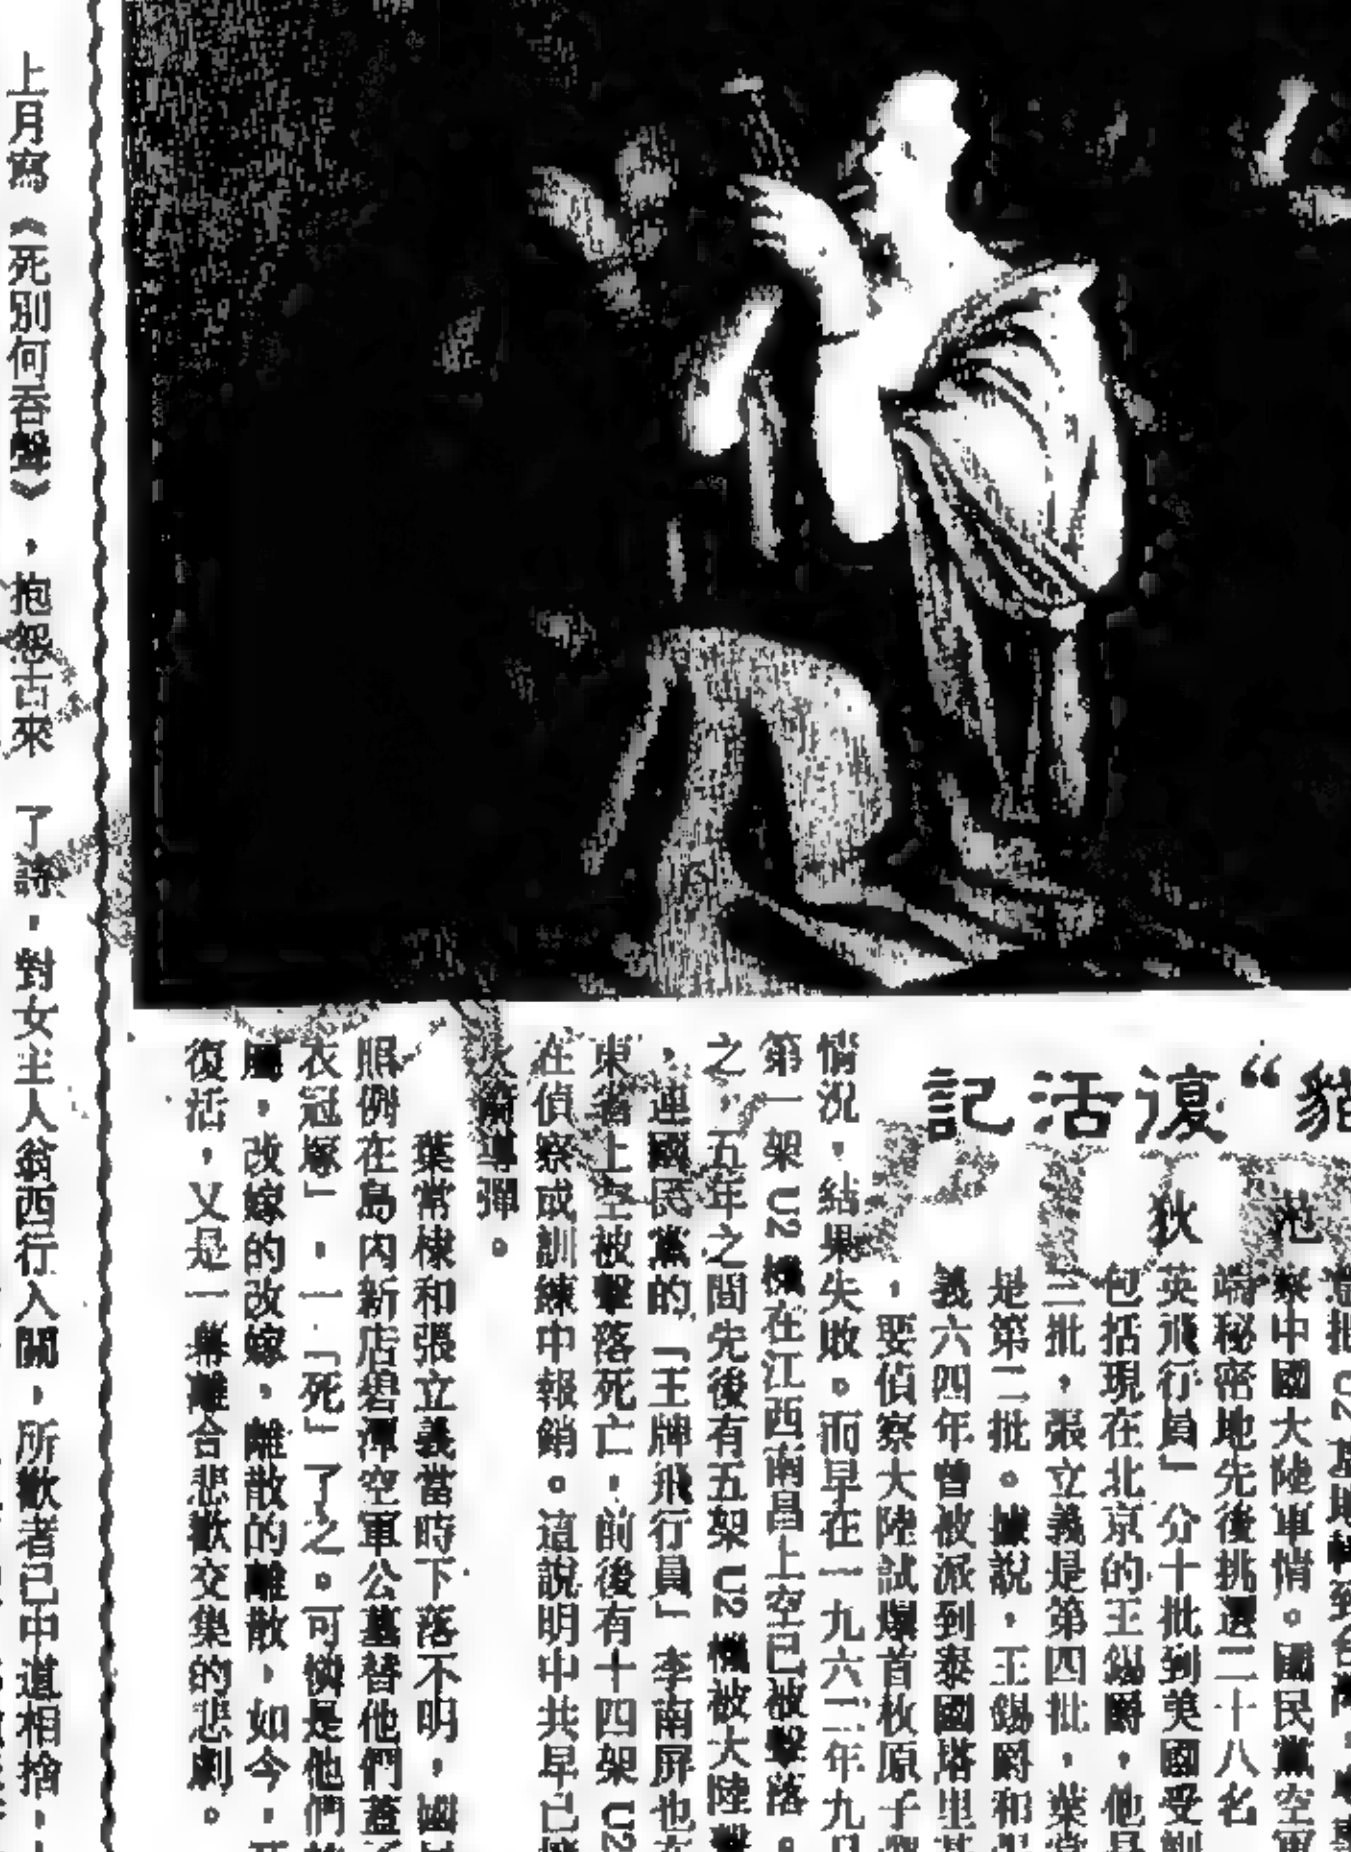 貓“復活記
狄
察中國大陸軍情。國民黨空軍
端秘密地先後挑選二十八名
英飛行員」分十批到美國受訓
包括現在北京的王錫爵，他是
三批，張立義是第四批，葉常
是第二批。據說，王錫爵和
義六四年曾被派到泰國塔里
，要偵察大陸試爆首枚原子彈
情況，結果失敗。而早在一九六二年九月
第一架U2機在江西南昌上空已被擊落。
之，五年之間先後有五架U2機被大陸擊
，連國民黨的「王牌飛行員」李南屏也在
東省上空被擊落死亡，前後有十四架U2
在偵察或訓練中報銷。這說明中共早已
火箭導彈。
葉常棣和張立義當時下落不明，國民
照例在島內新店碧潭空軍公墓替他們蓋了
衣冠塚」，一「死」了之。可憐是他們
屬，改嫁的改嫁，離散的離散，如今，死
復活，又是一幕離合悲歡交集的悲劇。
上月寫《死別何吞聲》，抱怨古來 了 ，對女主人翁西行入關，所歡者已中道相捨，